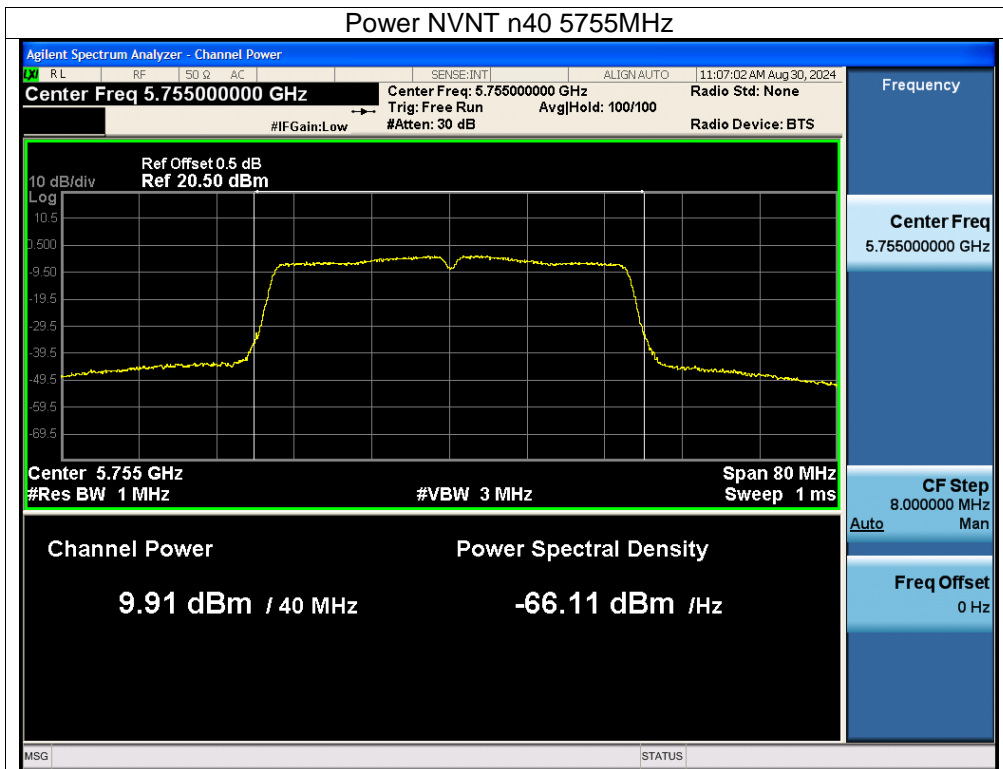 Power NVNT n40 5755MHz
Agilent Spectrum Analyzer - Channel Power
LXI RL RF 50 Ω AC SENSE:INT ALIGN AUTO 11:07:02 AM Aug 30, 2024
Center Freq 5.755000000 GHz
Center Freq: 5.755000000 GHz
Radio Std: None
Trig: Free Run Avg|Hold: 100/100
#IFGain:Low #Atten: 30 dB Radio Device: BTS
Ref Offset 0.5 dB
10 dB/div Ref 20.50 dBm
Log
10.5
0.500
-9.50
-19.5
-29.5
-39.5
-49.5
-59.5
-69.5
Center 5.755 GHz Span 80 MHz
#Res BW 1 MHz #VBW 3 MHz Sweep 1 ms
Channel Power Power Spectral Density
9.91 dBm / 40 MHz -66.11 dBm /Hz
Frequency
Center Freq
5.755000000 GHz
CF Step
8.000000 MHz
Auto Man
Freq Offset
0 Hz
MSG STATUS